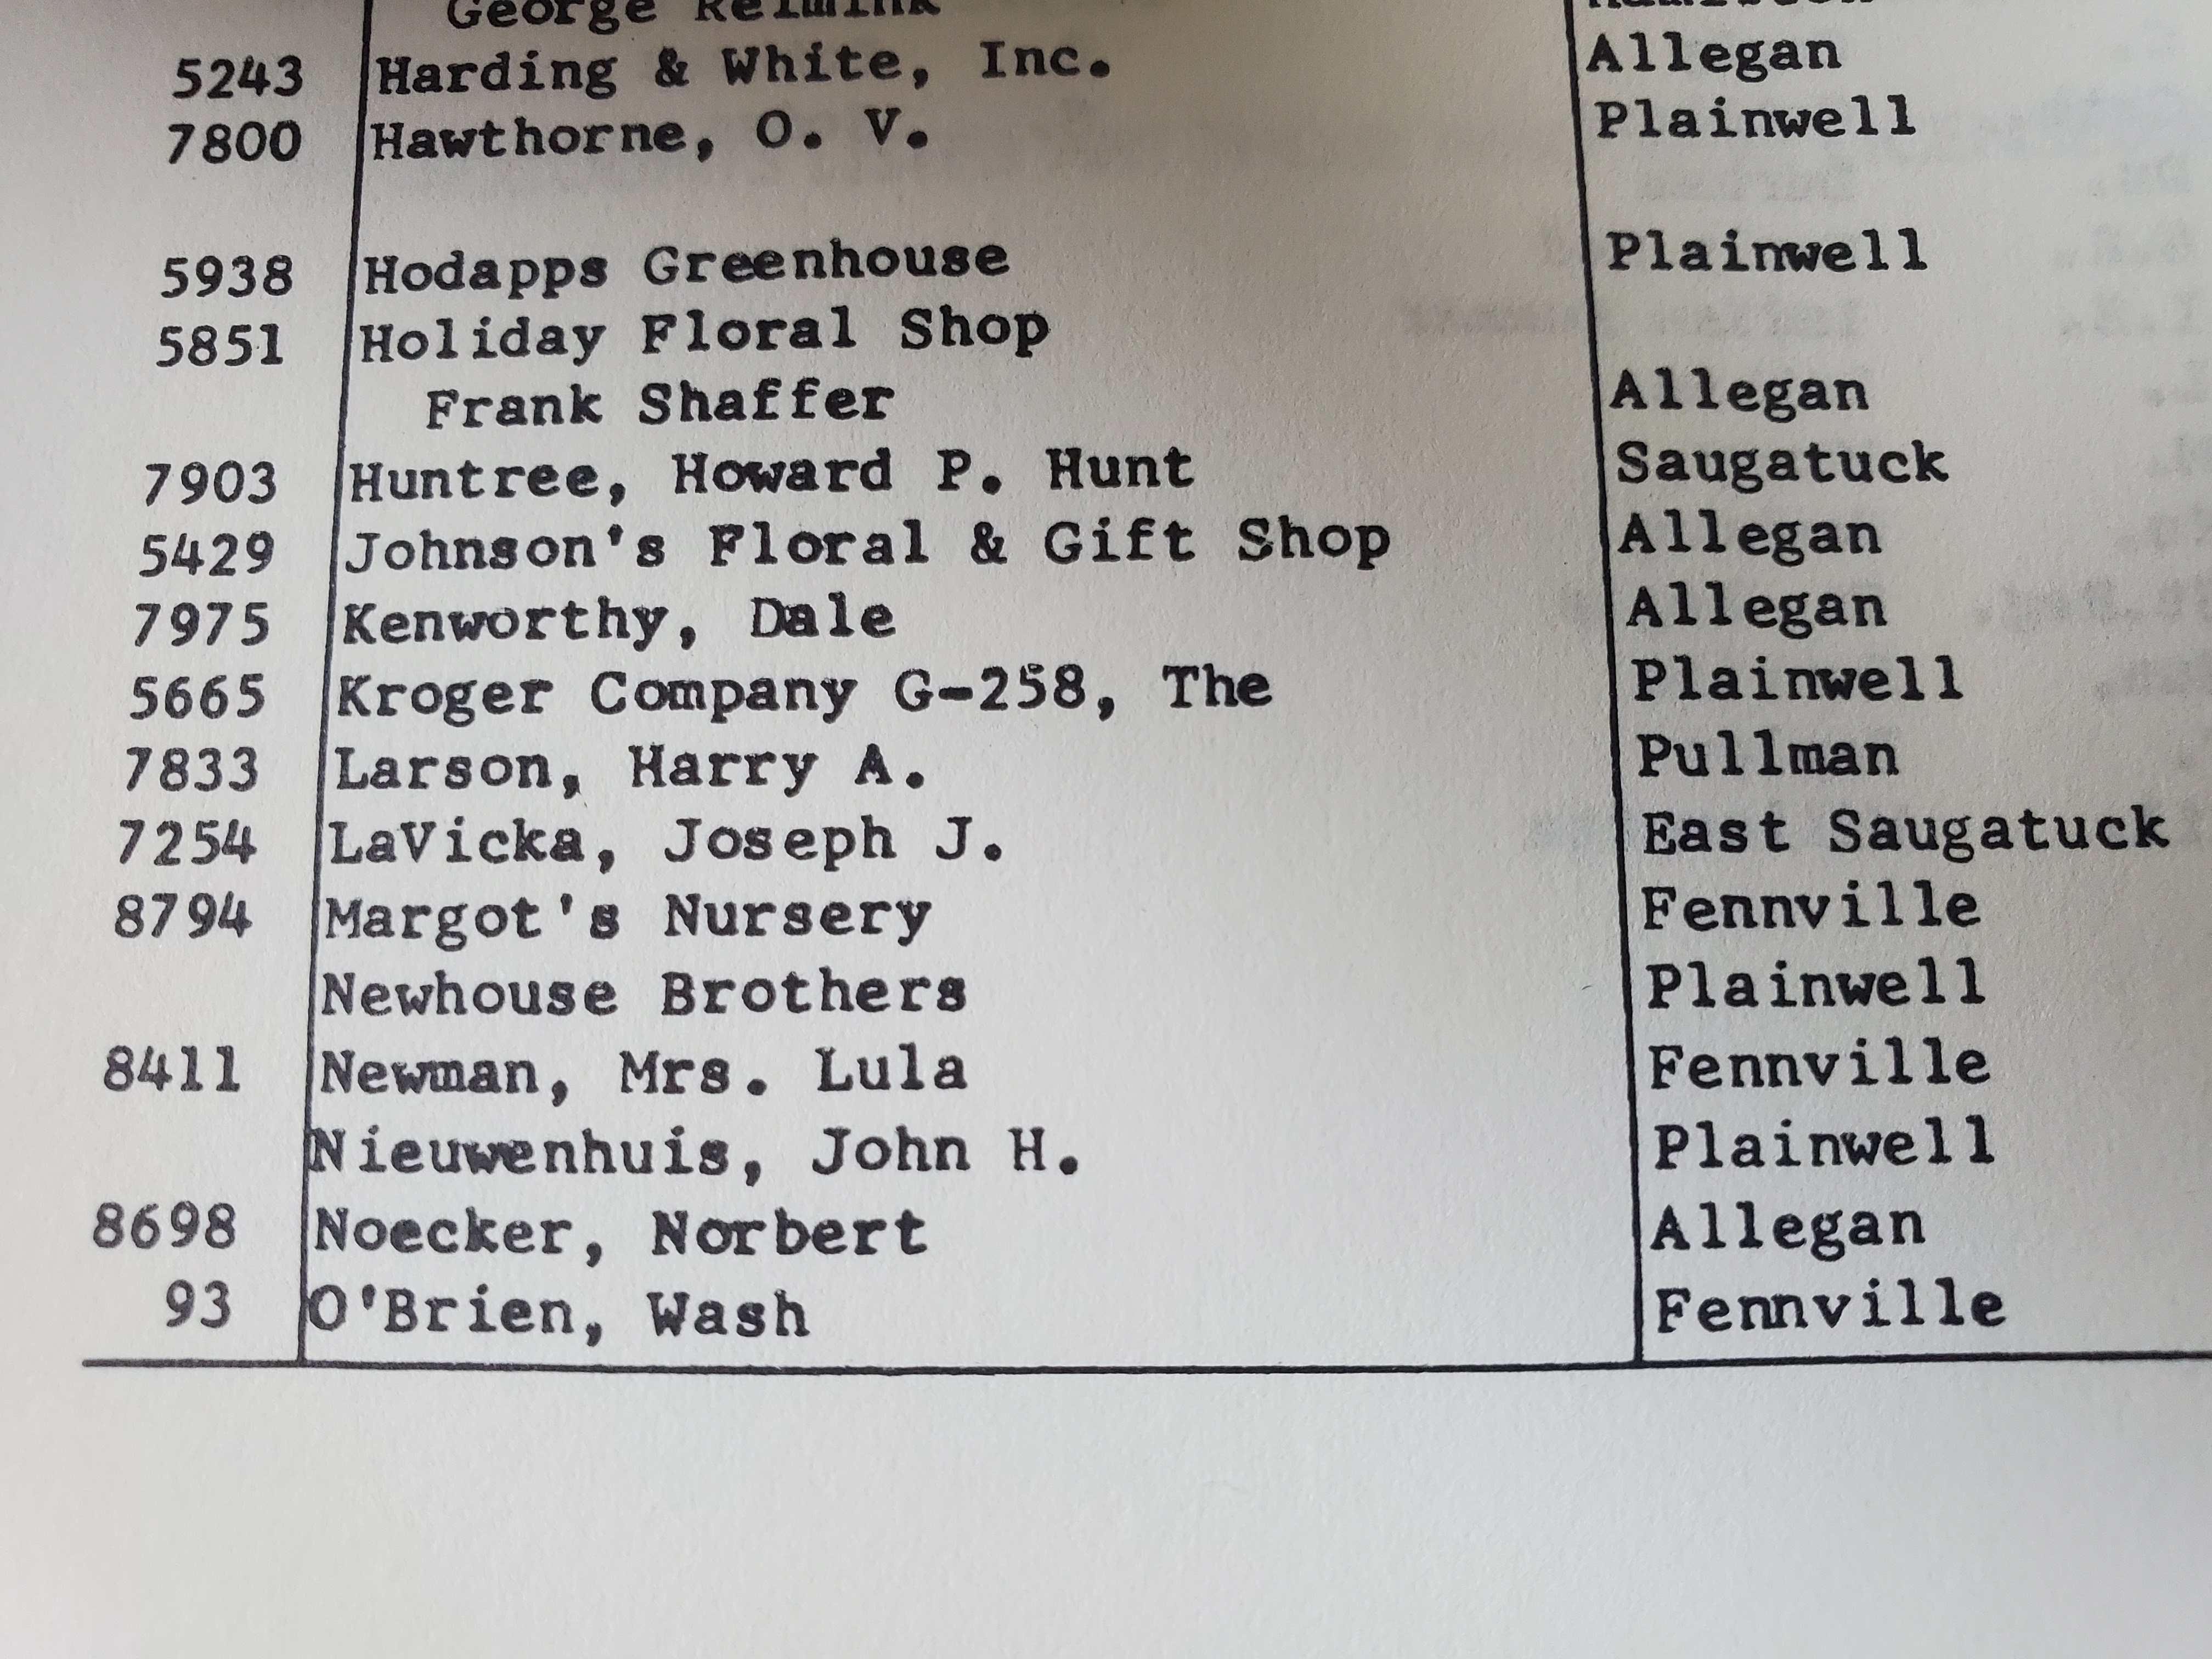 George Reimink
5243 Harding & White, Inc. Allegan
7800 Hawthorne, O. V. Plainwell
5938 Hodapps Greenhouse Plainwell
5851 Holiday Floral Shop
Frank Shaffer Allegan
7903 Huntree, Howard P. Hunt Saugatuck
5429 Johnson's Floral & Gift Shop Allegan
7975 Kenworthy, Dale Allegan
5665 Kroger Company G-258, The Plainwell
7833 Larson, Harry A. Pullman
7254 LaVicka, Joseph J. East Saugatuck
8794 Margot's Nursery Fennville
Newhouse Brothers Plainwell
8411 Newman, Mrs. Lula Fennville
Nieuwenhuis, John H. Plainwell
8698 Noecker, Norbert Allegan
93 O'Brien, Wash Fennville